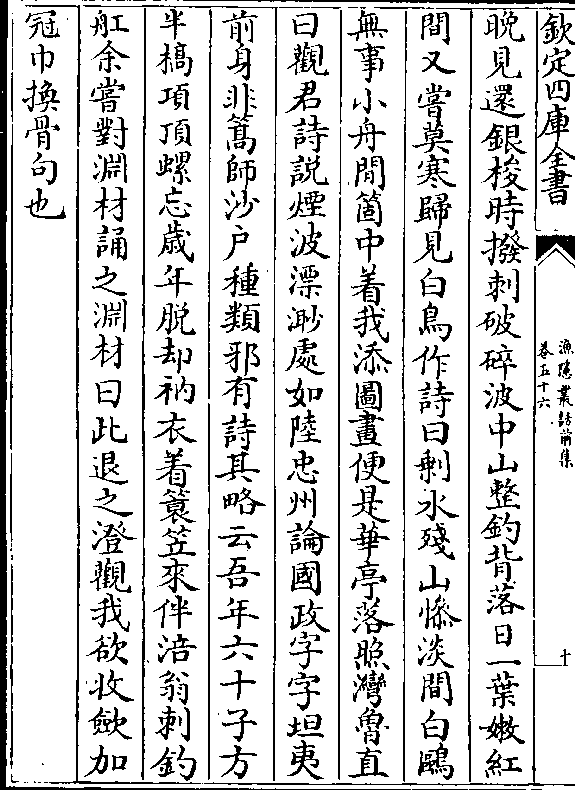 欽定四庫全書
漁隱叢話前集
卷五十六
十
晩見還銀梭時撥刺破碎波中山整釣背落日一葉嫩紅
間又嘗莫寒歸見白鳥作詩曰剰水殘山慘淡間白鷗
無事小舟閒箇中着我添圖畫便是華亭落照灣魯直
曰觀君詩説煙波漂渺處如陸忠州論國政字字坦夷
前身非篙師沙户種類邪有詩其略云吾年六十子方
半槁項頂螺忘歳年脱却衲衣着簑笠來伴涪翁刺釣
舡余嘗對淵材誦之淵材曰此退之澄觀我欲收歛加
冠巾換骨句也